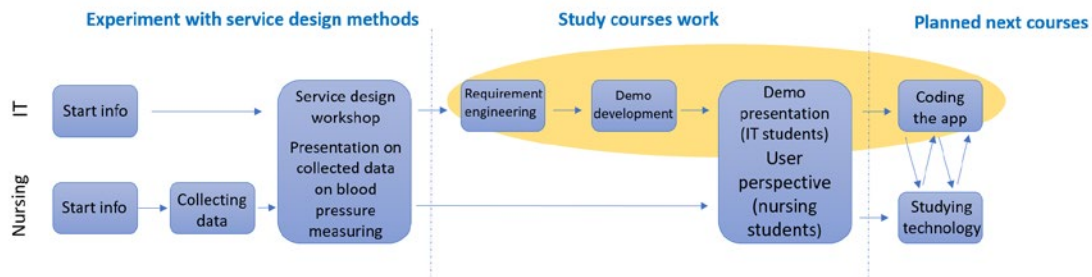 Experiment with service design methods
Study courses work
Planned next courses
IT
Start info
Service design
workshop
Presentation on
collected data
on blood
pressure
measuring
Requirement
engineering
Demo
development
Demo
presentation
(IT students)
User
perspective
(nursing
students)
Coding
the app
Nursing
Start info
Collecting
data
Studying
technology